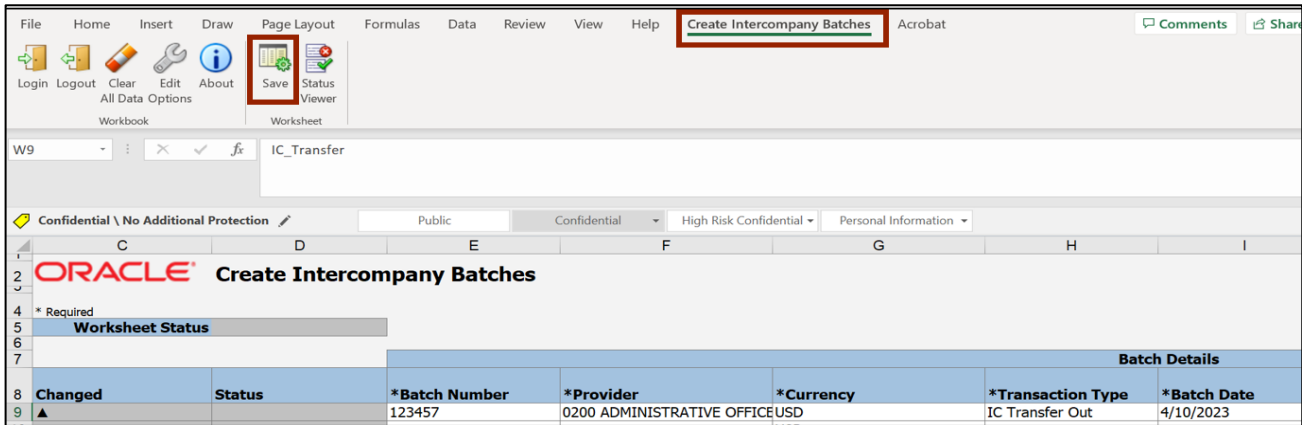 File Home Insert Draw Page Layout Formulas Data Review View Help Create Intercompany Batches Acrobat Comments Share
Login Logout Clear All Data Edit Options About Save Status Viewer
Workbook Worksheet
W9 fx IC_Transfer
Confidential \ No Additional Protection Public Confidential High Risk Confidential Personal Information
C D E F G H I
2 ORACLE Create Intercompany Batches
4 * Required
5 Worksheet Status
6
7 Batch Details
8 Changed Status *Batch Number *Provider *Currency *Transaction Type *Batch Date
9 ▲ 123457 0200 ADMINISTRATIVE OFFICE USD IC Transfer Out 4/10/2023